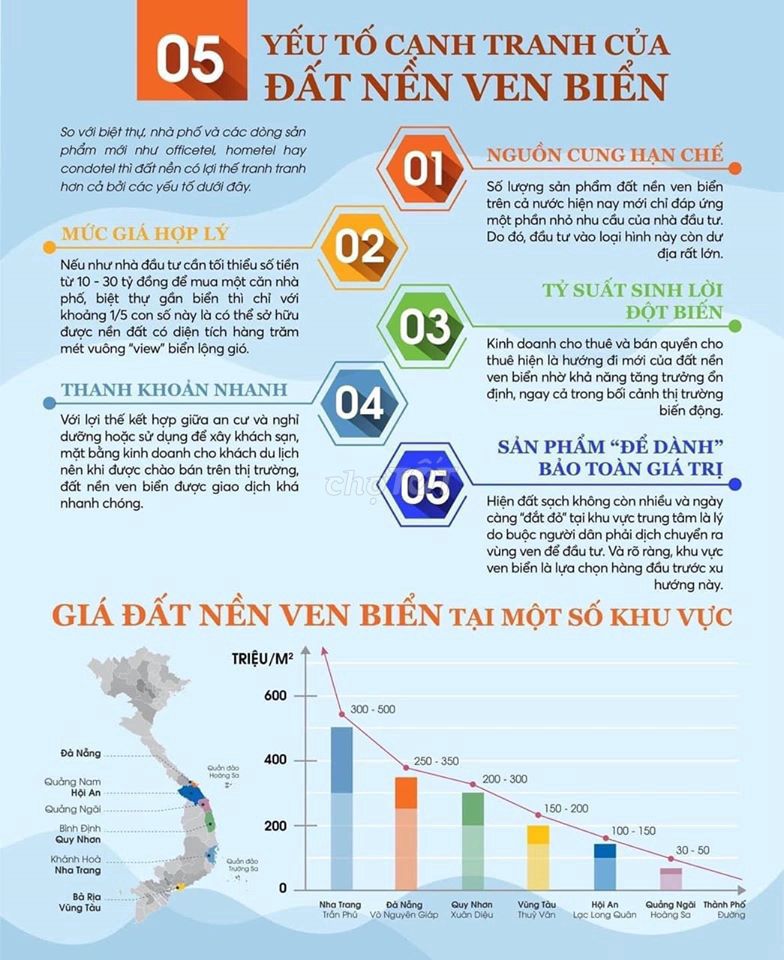 05
YẾU TỐ CẠNH TRANH CỦA
ĐẤT NỀN VEN BIỂN
So với biệt thự, nhà phố và các dòng sản
phẩm mới như officetel, hometel hay
condotel thì đất nền có lợi thế tranh tranh
hơn cả bởi các yếu tố dưới đây.
01
NGUỒN CUNG HẠN CHẾ
Số lượng sản phẩm đất nền ven biển
trên cả nước hiện nay mới chỉ đáp ứng
một phần nhỏ nhu cầu của nhà đầu tư.
Do đó, đầu tư vào loại hình này còn dư
địa rất lớn.
MỨC GIÁ HỢP LÝ
02
Nếu như nhà đầu tư cần tối thiểu số tiền
từ 10 - 30 tỷ đồng để mua một căn nhà
phố, biệt thự gần biển thì chỉ với
khoảng 1/5 con số này là có thể sở hữu
được nền đất có diện tích hàng trăm
mét vuông "view" biển lộng gió.
03
TỶ SUẤT SINH LỜI
ĐỘT BIẾN
Kinh doanh cho thuê và bán quyền cho
thuê hiện là hướng đi mới của đất nền
ven biển nhờ khả năng tăng trưởng ổn
định, ngay cả trong bối cảnh thị trường
biến động.
THANH KHOẢN NHANH
04
Với lợi thế kết hợp giữa an cư và nghỉ
dưỡng hoặc sử dụng để xây khách sạn,
mặt bằng kinh doanh cho khách du lịch
nên khi được chào bán trên thị trường,
đất nền ven biển được giao dịch khá
nhanh chóng.
chợTỐT
05
SẢN PHẨM "ĐỂ DÀNH"
BẢO TOÀN GIÁ TRỊ
Hiện đất sạch không còn nhiều và ngày
càng "đắt đỏ" tại khu vực trung tâm là lý
do buộc người dân phải dịch chuyển ra
vùng ven để đầu tư. Và rõ ràng, khu vực
ven biển là lựa chọn hàng đầu trước xu
hướng này.
GIÁ ĐẤT NỀN VEN BIỂN TẠI MỘT SỐ KHU VỰC
Đà Nẵng
Quảng Nam
Hội An
Quảng Ngãi
Bình Định
Quy Nhơn
Khánh Hoà
Nha Trang
Bà Rịa
Vũng Tàu
Quần đảo
Hoàng Sa
Quần đảo
Trường Sa
TRIỆU/M²
600
400
200
0
300 - 500
250 - 350
200 - 300
150 - 200
100 - 150
30 - 50
Nha Trang
Trần Phú
Đà Nẵng
Võ Nguyên Giáp
Quy Nhơn
Xuân Diệu
Vũng Tàu
Thuỳ Vân
Hội An
Lạc Long Quân
Quảng Ngãi
Hoàng Sa
Thành Phố
Đường